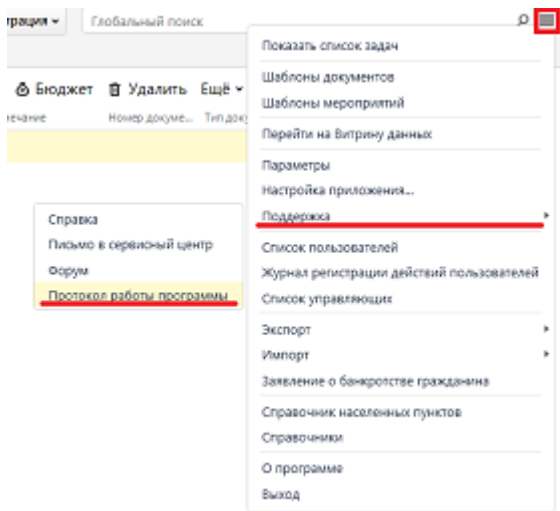 трация
Глобальный поиск
Показать список задач
Шаблоны документов
Шаблоны мероприятий
Перейти на Витрину данных
Параметры
Настройка приложения...
Поддержка
Список пользователей
Журнал регистрации действий пользователей
Список управляющих
Экспорт
Импорт
Заявление о банкротстве гражданина
Справочник населенных пунктов
Справочники
О программе
Выход
Бюджет Удалить Ещё
мечание Номер докуме... Тип док
Справка
Письмо в сервисный центр
Форум
Протокол работы программы